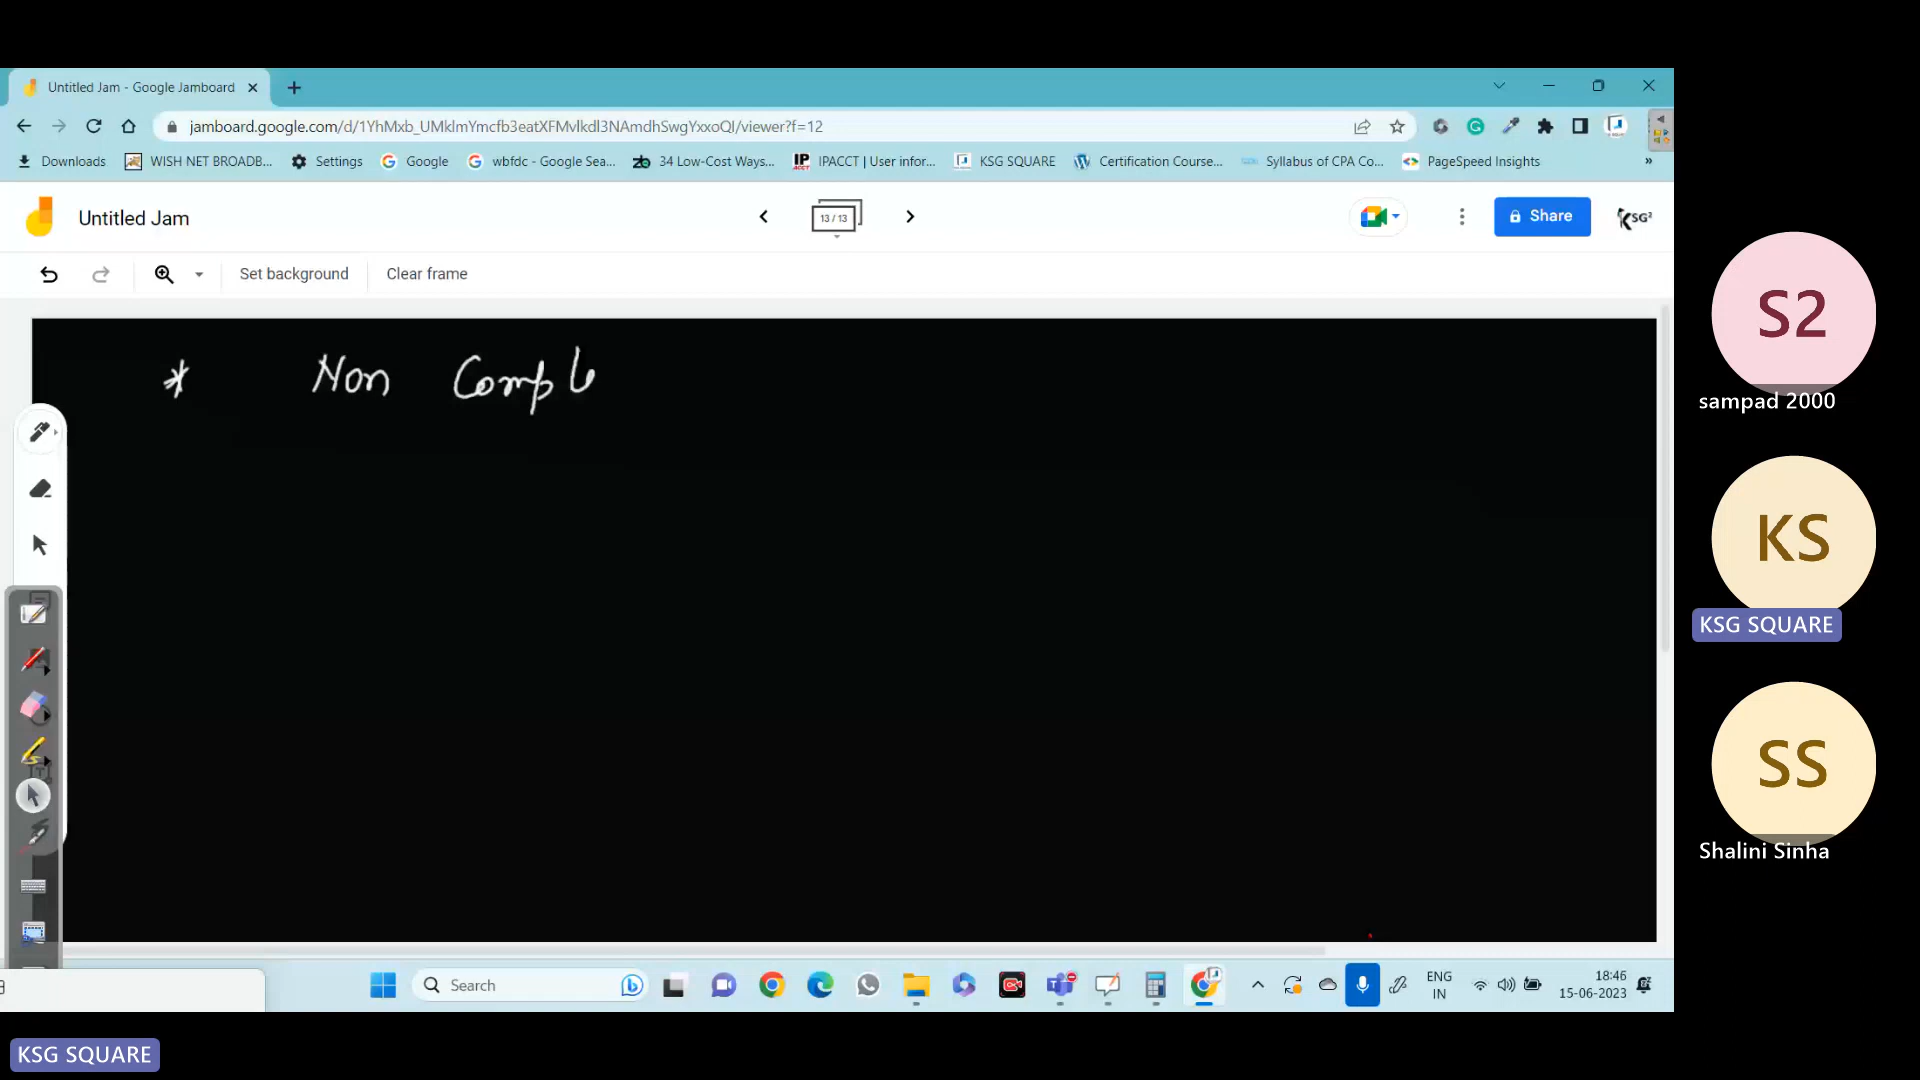 Untitled Jam - Google Jamboard
jamboard.google.com/d/1YhMxb_UMklmYmcfb3eatXFMvlkdl3NAmdhSwgYxxoQI/viewer?f=12
Downloads WISH NET BROADB... Settings Google wbfdc - Google Sea... 34 Low-Cost Ways... IPACCT | User infor... KSG SQUARE Certification Course... Syllabus of CPA Co... PageSpeed Insights »
Untitled Jam 13 / 13 Share KSG²
Set background Clear frame
* Non Comple
S2
sampad 2000
KS
KSG SQUARE
SS
Shalini Sinha
Search ENG IN 18:46 15-06-2023
KSG SQUARE